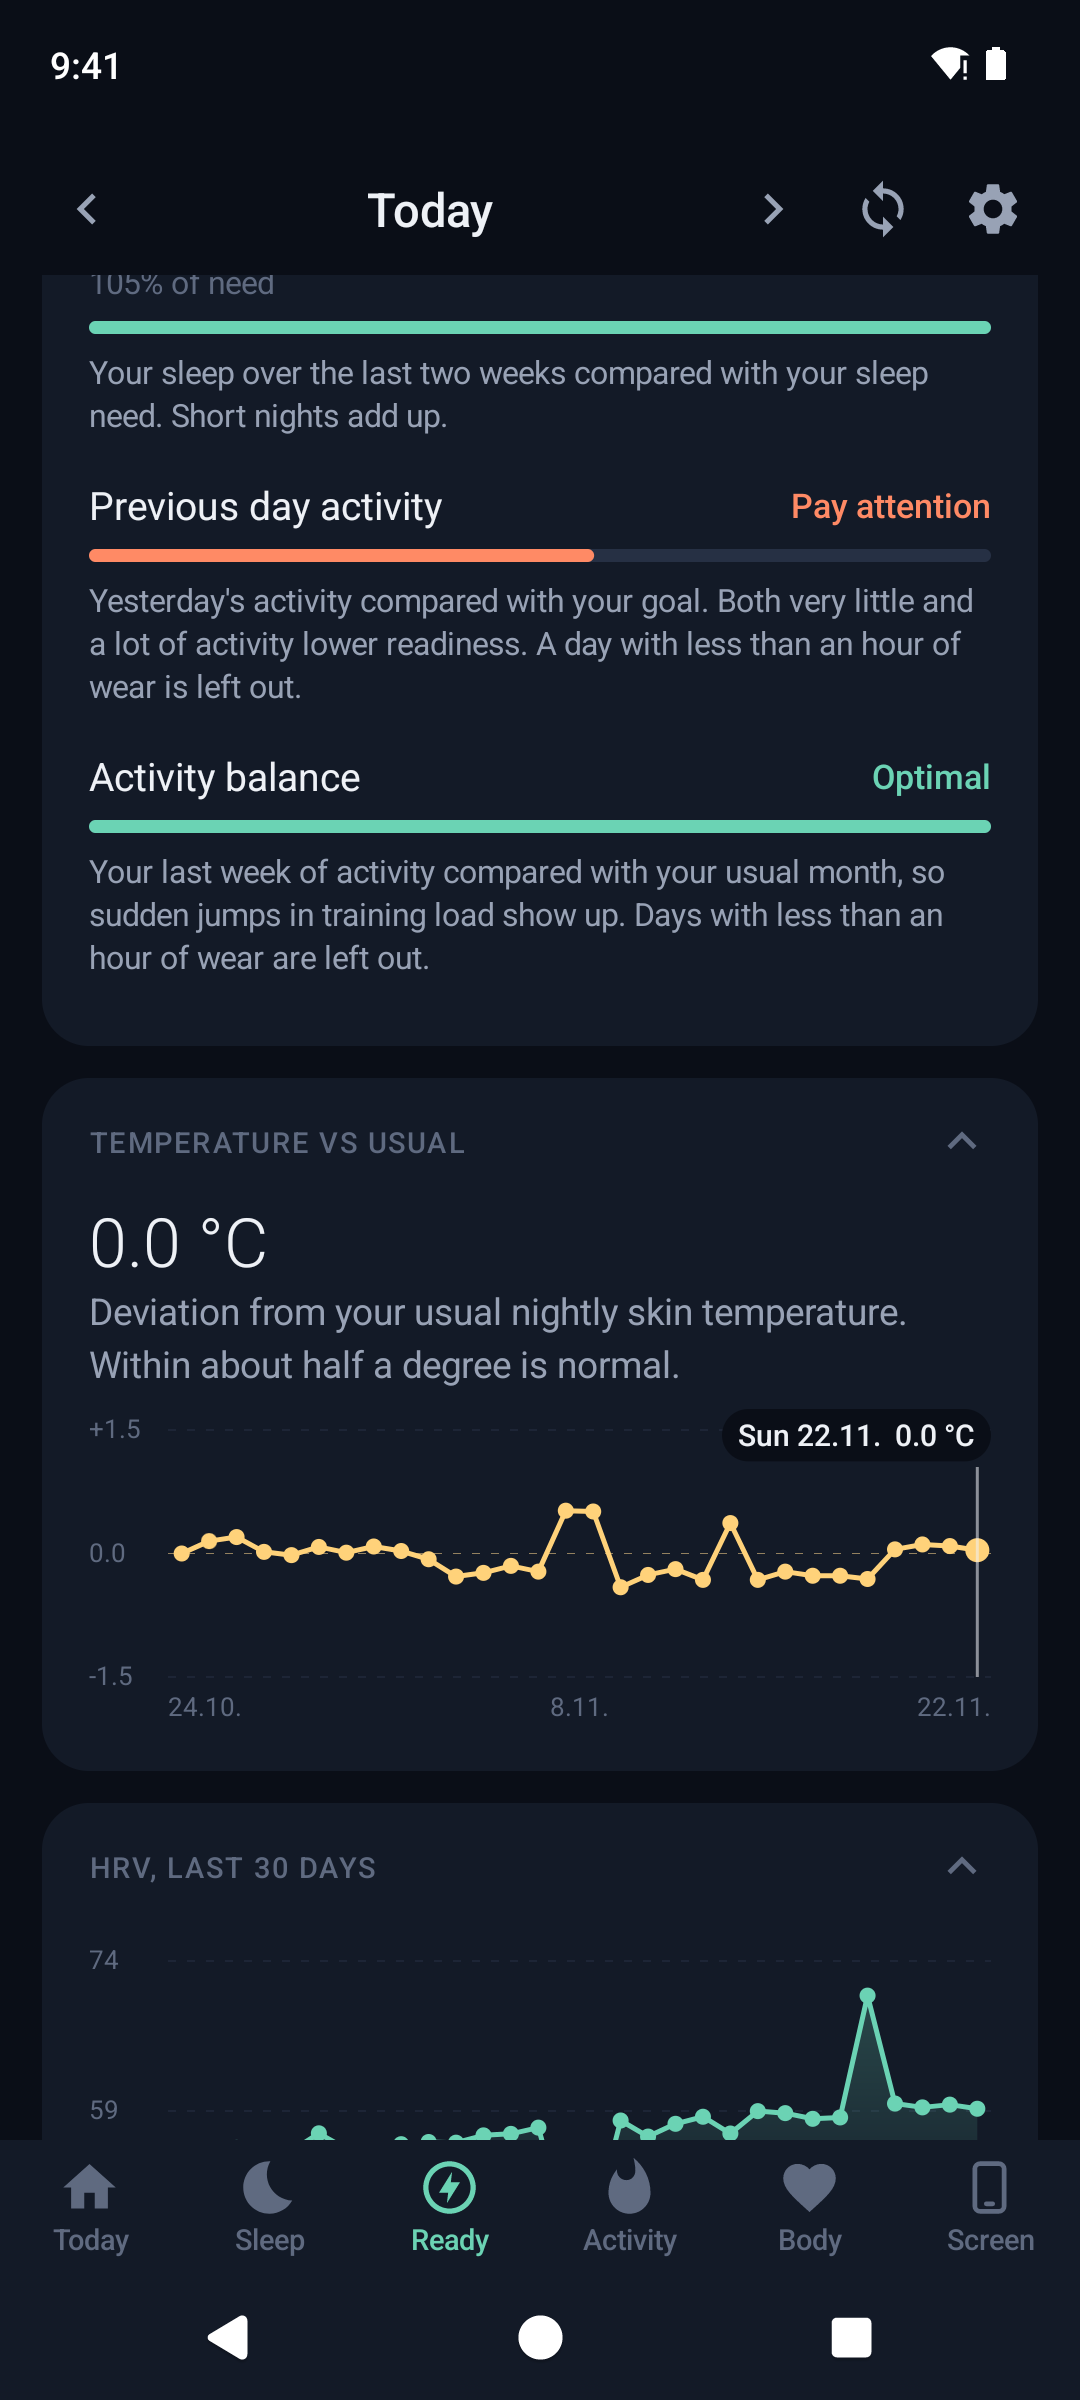 9:41
Today
105% of need
Your sleep over the last two weeks compared with your sleep
need. Short nights add up.
Previous day activity
Pay attention
Yesterday's activity compared with your goal. Both very little and
a lot of activity lower readiness. A day with less than an hour of
wear is left out.
Activity balance
Optimal
Your last week of activity compared with your usual month, so
sudden jumps in training load show up. Days with less than an
hour of wear are left out.
TEMPERATURE VS USUAL
0.0 °C
Deviation from your usual nightly skin temperature.
Within about half a degree is normal.
+1.5
Sun 22.11. 0.0 °C
0.0
-1.5
24.10.
8.11.
22.11.
HRV, LAST 30 DAYS
74
59
Today
Sleep
Ready
Activity
Body
Screen